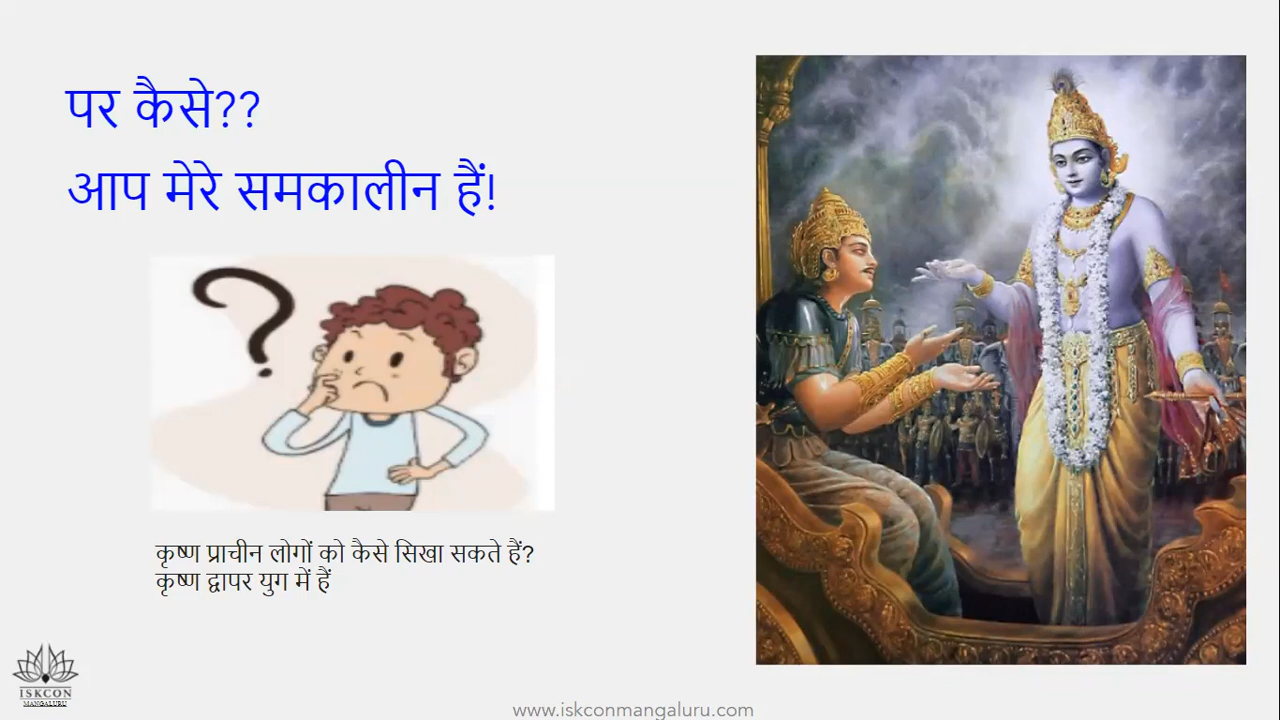 पर कैसे??
आप मेरे समकालीन हैं!
कृष्ण प्राचीन लोगों को कैसे सिखा सकते हैं?
कृष्ण द्वापर युग में हैं
ISKCON
MANGALURU
www.iskconmangaluru.com